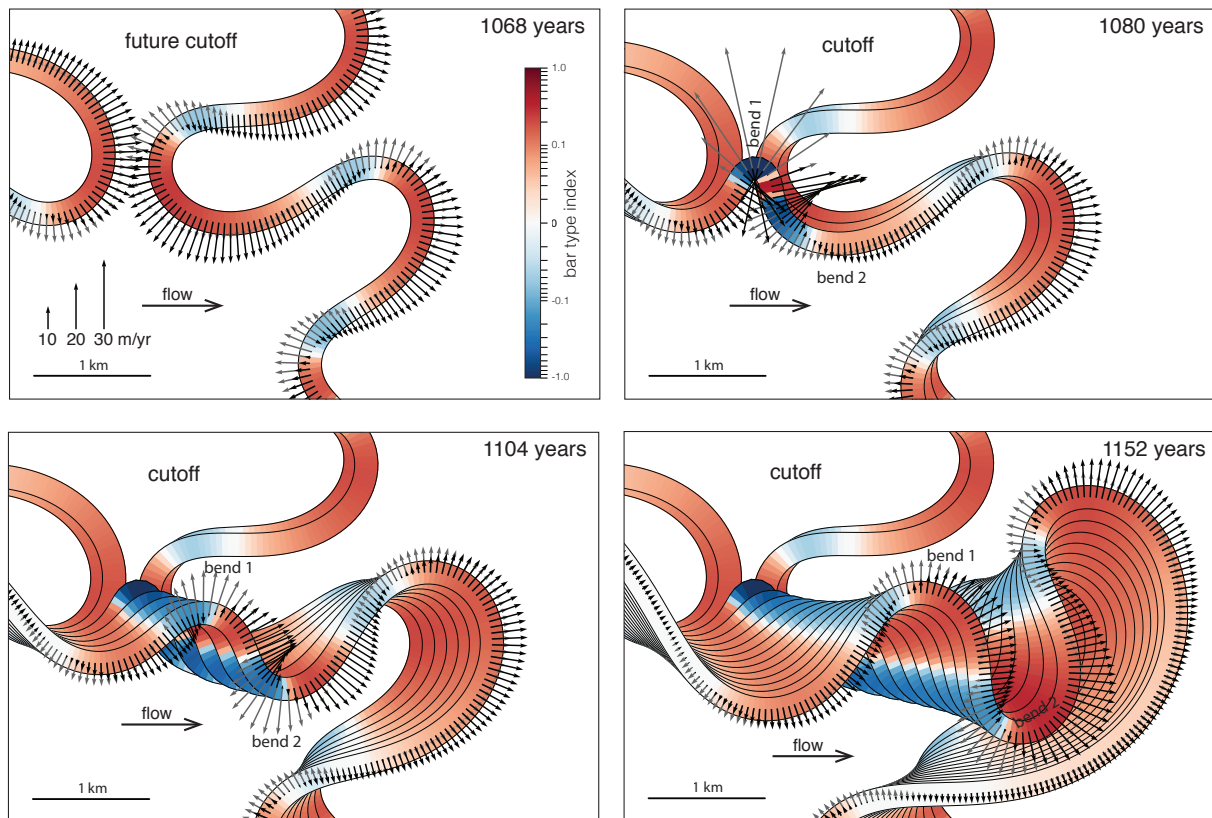 future cutoff
1068 years
1.0
0.1
0
-0.1
-1.0
bar type index
10 20 30 m/yr
flow
1 km
cutoff
1080 years
bend 1
bend 2
flow
1 km
cutoff
1104 years
bend 1
bend 2
flow
1 km
cutoff
1152 years
bend 1
bend 2
flow
1 km